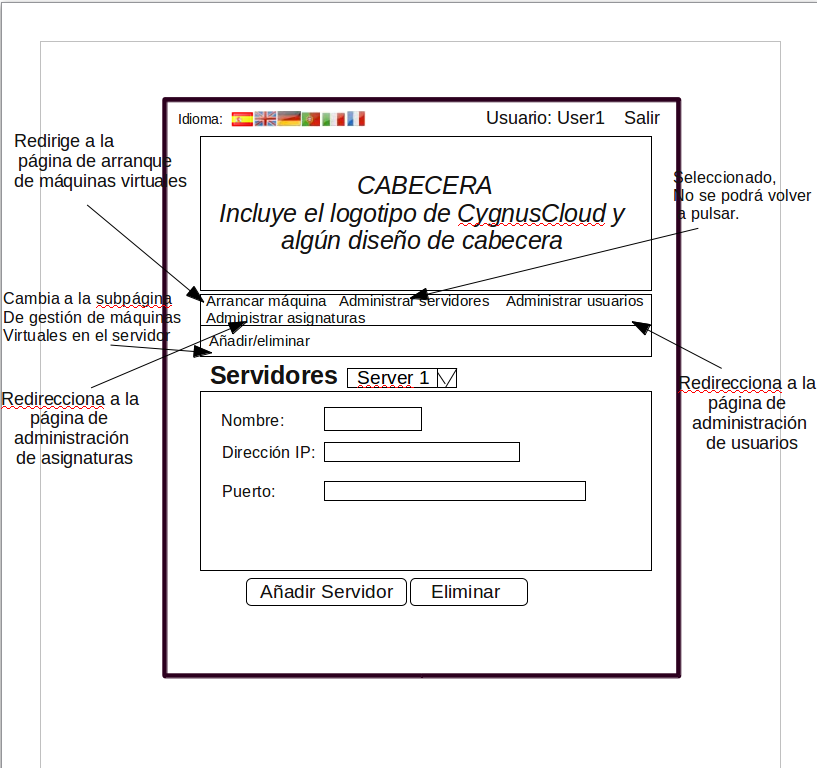 Idioma:
Usuario: User1 Salir
Redirige a la
página de arranque
de máquinas virtuales
CABECERA
Incluye el logotipo de CygnusCloud y
algún diseño de cabecera
Seleccionado,
No se podrá volver
a pulsar.
Cambia a la subpágina
De gestión de máquinas
Virtuales en el servidor
Arrancar máquina Administrar servidores Administrar usuarios
Administrar asignaturas
Añadir/eliminar
Servidores Server 1
Redirecciona a la
página de
administración
de asignaturas
Redirecciona a la
página de
administración
de usuarios
Nombre:
Dirección IP:
Puerto:
Añadir Servidor Eliminar